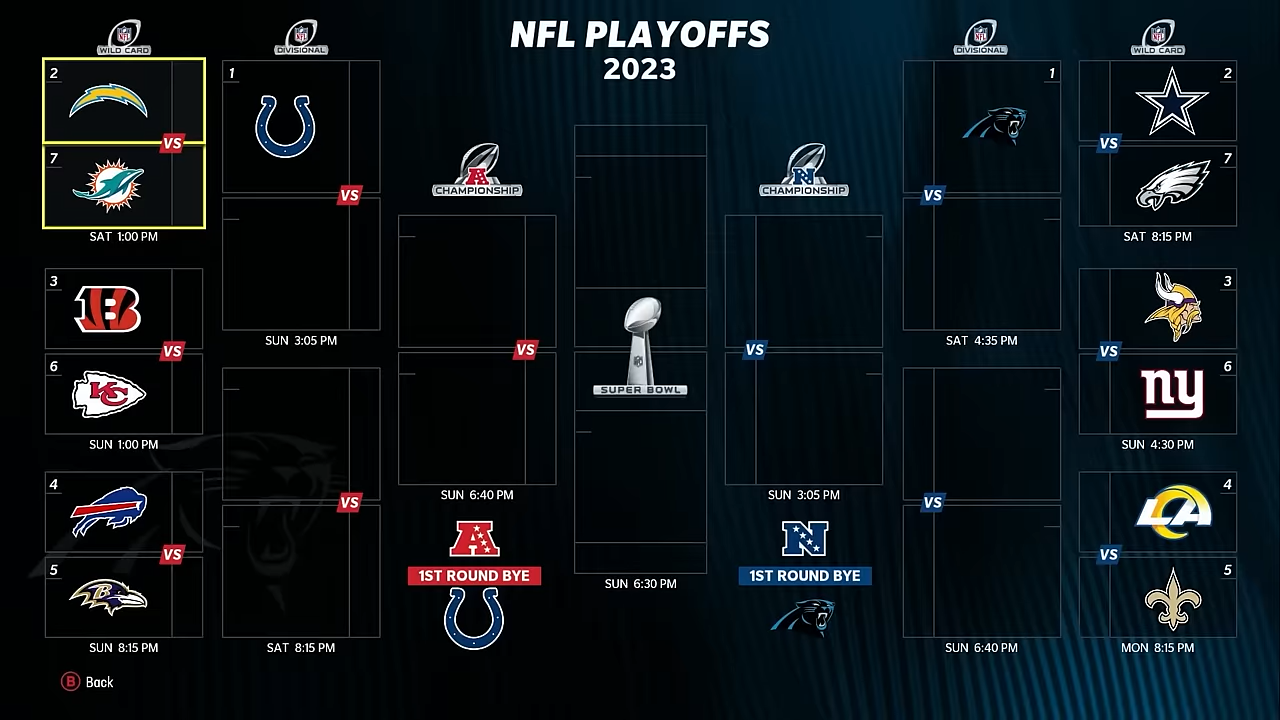 NFL PLAYOFFS
2023
WILD CARD
DIVISIONAL
DIVISIONAL
WILD CARD
2
VS
7
SAT 1:00 PM
3
VS
6
SUN 1:00 PM
4
VS
5
SUN 8:15 PM
1
VS
SUN 3:05 PM
VS
SAT 8:15 PM
A
CHAMPIONSHIP
VS
SUN 6:40 PM
A
1ST ROUND BYE
NFL
SUPER BOWL
SUN 6:30 PM
N
CHAMPIONSHIP
VS
SUN 3:05 PM
N
1ST ROUND BYE
1
VS
SAT 4:35 PM
VS
SUN 6:40 PM
2
VS
7
SAT 8:15 PM
3
VS
ny
6
SUN 4:30 PM
LA
4
VS
5
MON 8:15 PM
B
KC
B
B Back